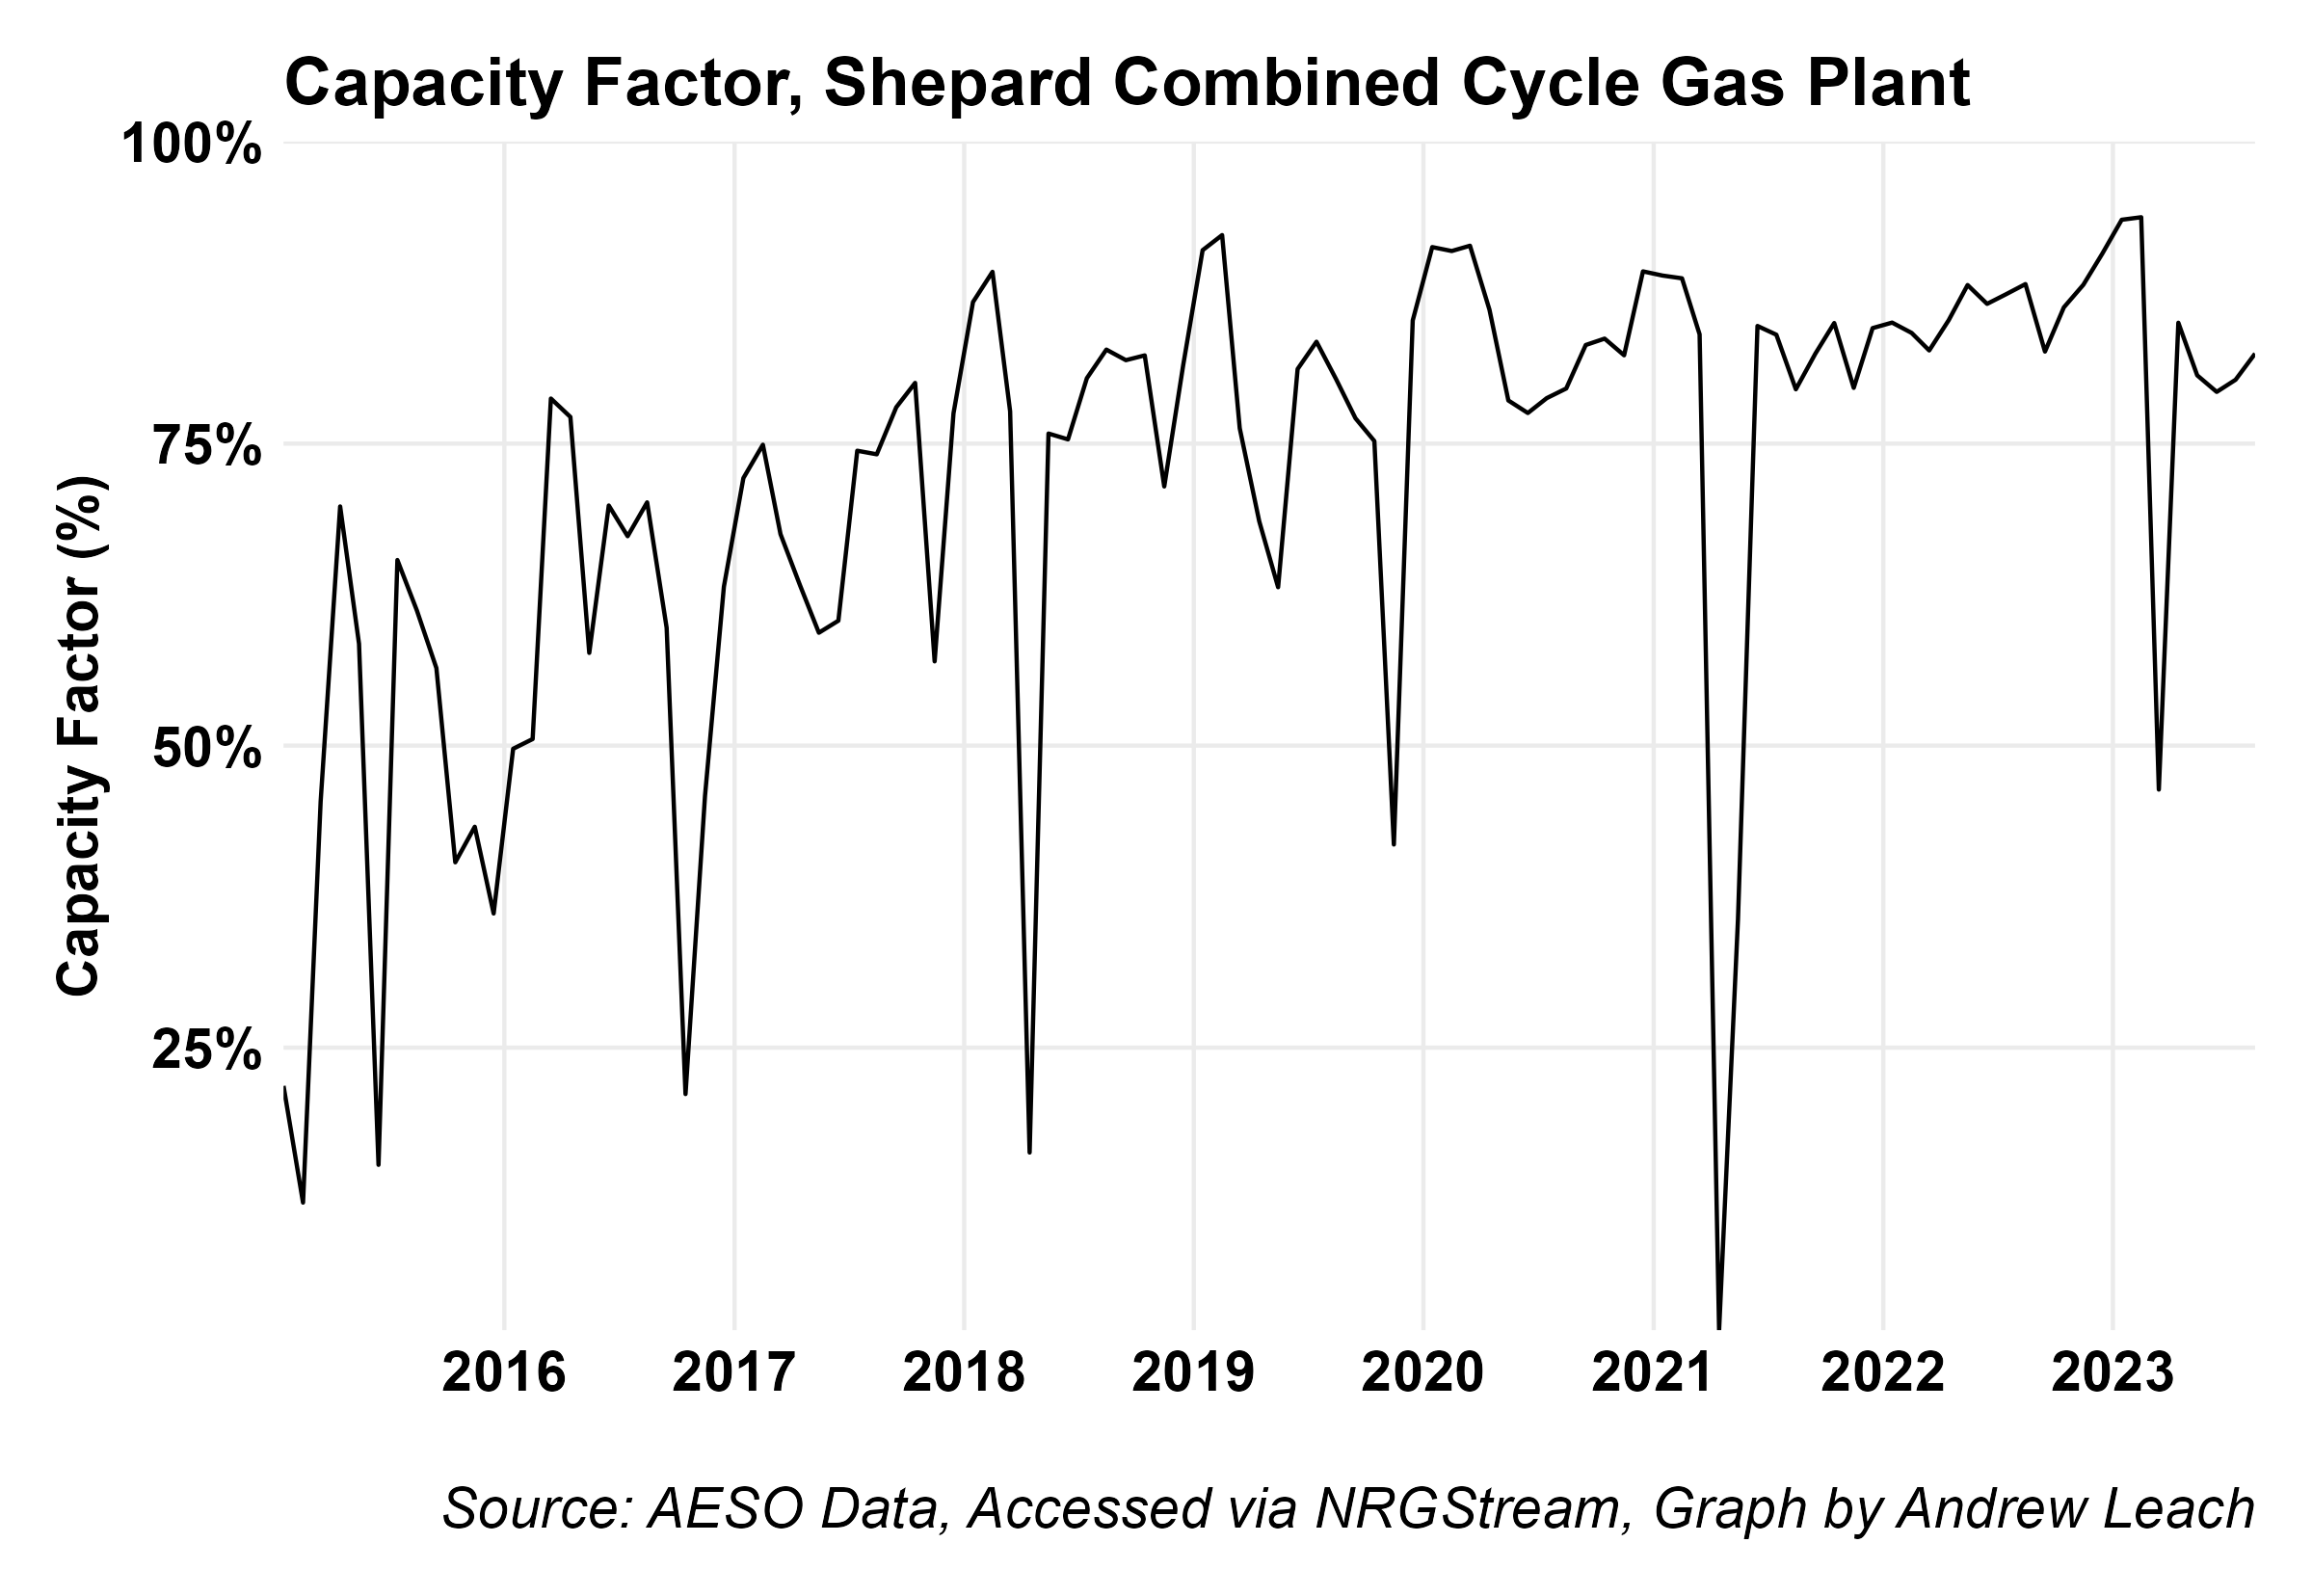 Capacity Factor, Shepard Combined Cycle Gas Plant
100%
75%
50%
25%
Capacity Factor (%)
2016 2017 2018 2019 2020 2021 2022 2023
Source: AESO Data, Accessed via NRGStream, Graph by Andrew Leach